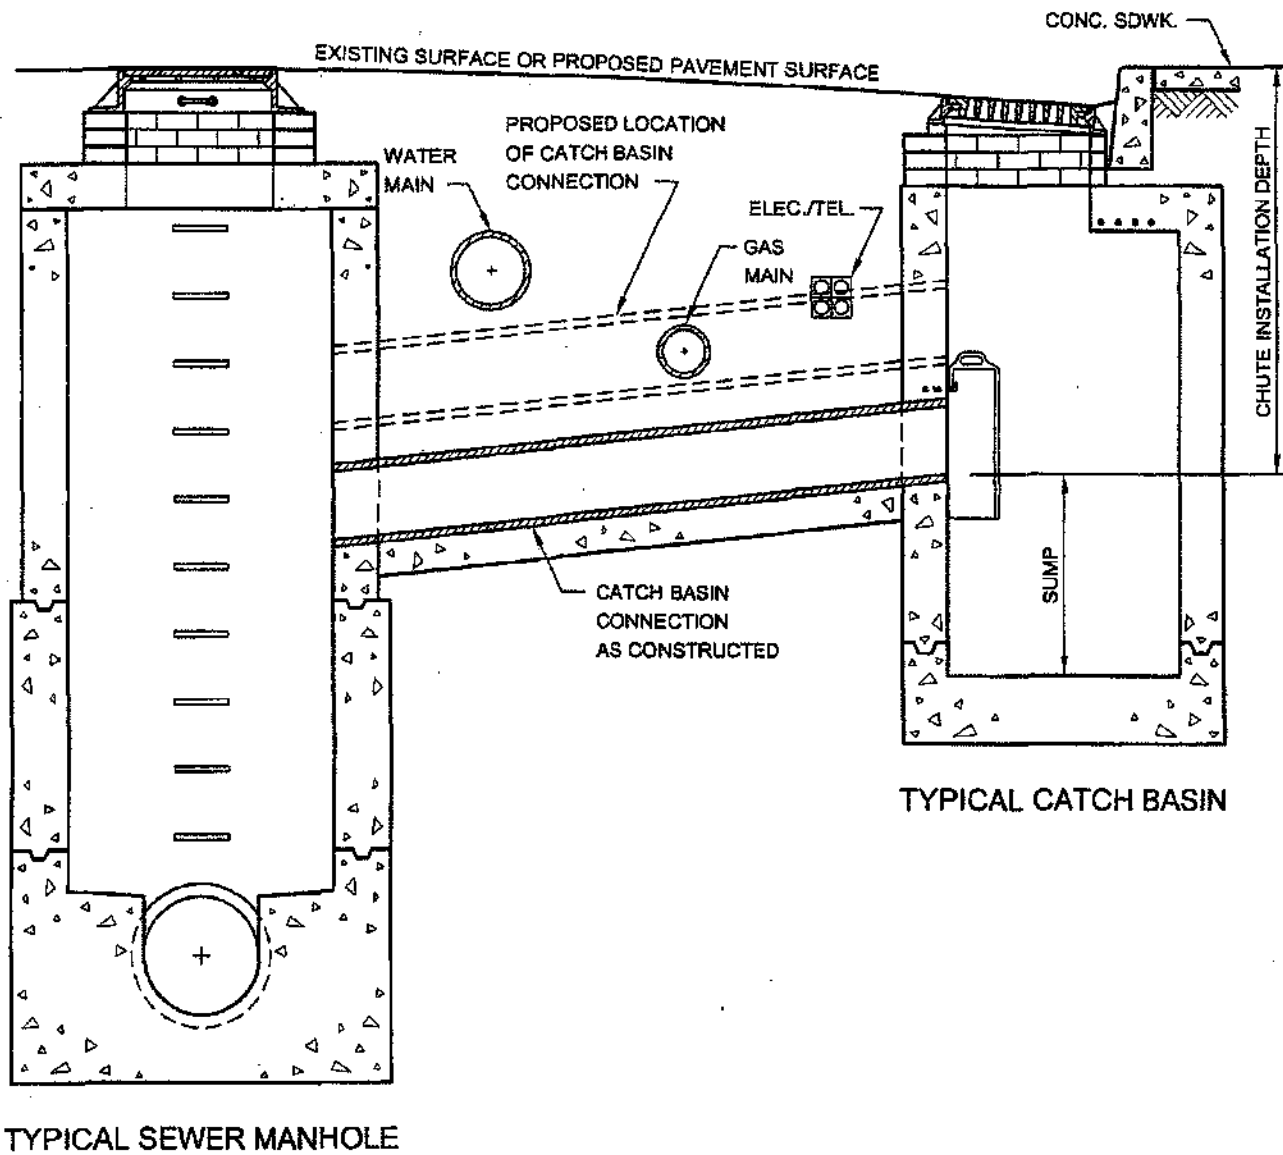 CONC. SDWK.
EXISTING SURFACE OR PROPOSED PAVEMENT SURFACE
PROPOSED LOCATION
OF CATCH BASIN
CONNECTION
WATER
MAIN
ELEC./TEL.
GAS
MAIN
CHUTE INSTALLATION DEPTH
SUMP
CATCH BASIN
CONNECTION
AS CONSTRUCTED
TYPICAL CATCH BASIN
TYPICAL SEWER MANHOLE